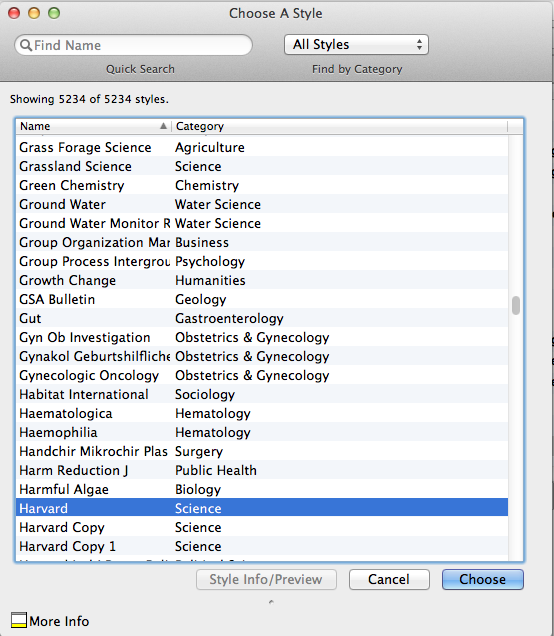 Choose A Style
Find Name
All Styles
Quick Search
Find by Category
Showing 5234 of 5234 styles.
Name Category
Grass Forage Science Agriculture
Grassland Science Science
Green Chemistry Chemistry
Ground Water Water Science
Ground Water Monitor R Water Science
Group Organization Mar Business
Group Process Intergrou Psychology
Growth Change Humanities
GSA Bulletin Geology
Gut Gastroenterology
Gyn Ob Investigation Obstetrics & Gynecology
Gynakol Geburtshilfliche Obstetrics & Gynecology
Gynecologic Oncology Obstetrics & Gynecology
Habitat International Sociology
Haematologica Hematology
Haemophilia Hematology
Handchir Mikrochir Plas Surgery
Harm Reduction J Public Health
Harmful Algae Biology
Harvard Science
Harvard Copy Science
Harvard Copy 1 Science
Style Info/Preview Cancel Choose
More Info